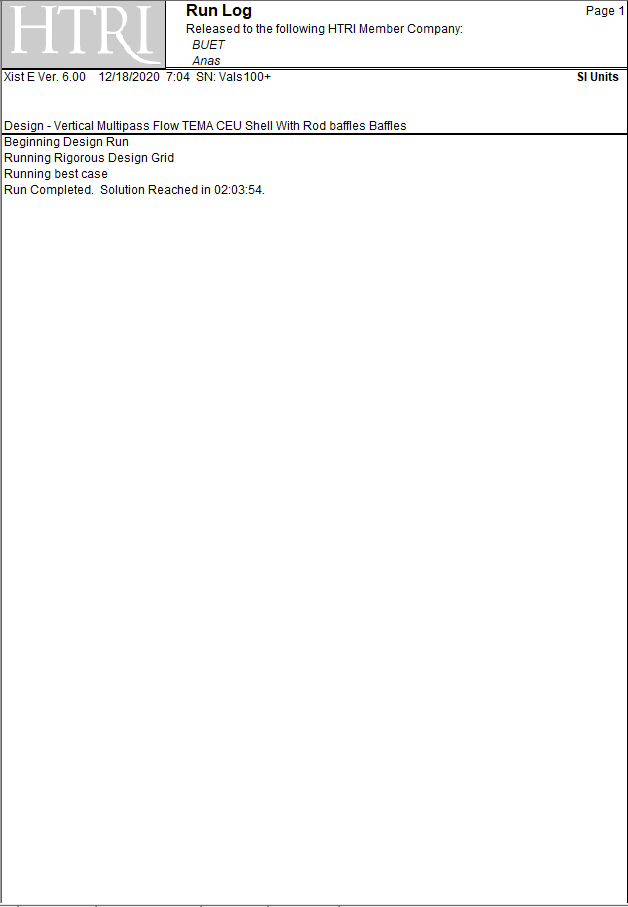 HTRI
Run Log
Page 1
Released to the following HTRI Member Company:
BUET
Anas
Xist E Ver. 6.00 12/18/2020 7:04 SN: Vals100+
SI Units
Design - Vertical Multipass Flow TEMA CEU Shell With Rod baffles Baffles
Beginning Design Run
Running Rigorous Design Grid
Running best case
Run Completed. Solution Reached in 02:03:54.